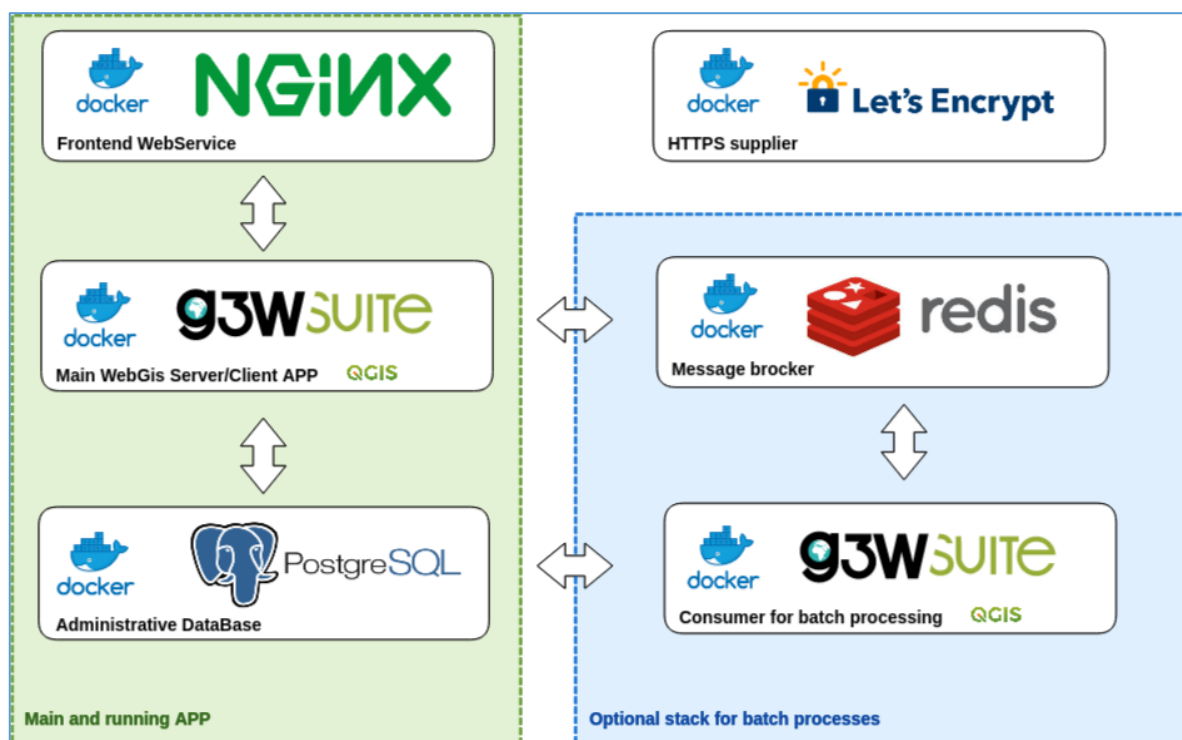 docker
NGiNX
Frontend WebService
docker
Let's Encrypt
HTTPS supplier
docker
g3wsuite
Main WebGis Server/Client APP QGIS
docker
redis
Message brocker
docker
PostgreSQL
Administrative DataBase
docker
g3wsuite
Consumer for batch processing QGIS
Main and running APP
Optional stack for batch processes